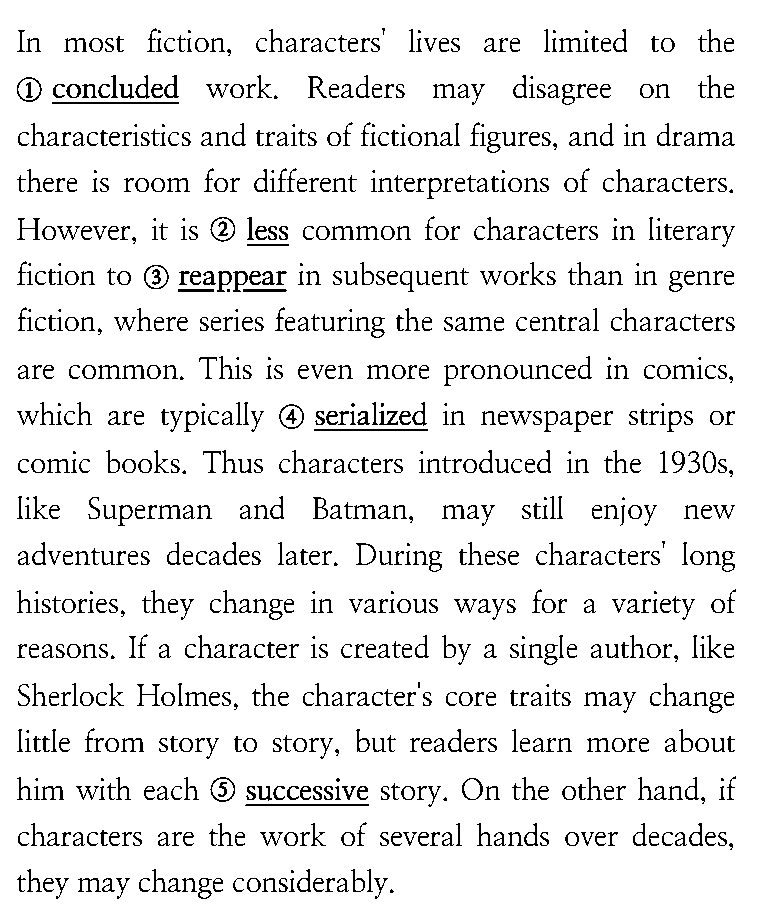 In most fiction, characters' lives are limited to the
① concluded work. Readers may disagree on the
characteristics and traits of fictional figures, and in drama
there is room for different interpretations of characters.
However, it is ② less common for characters in literary
fiction to ③ reappear in subsequent works than in genre
fiction, where series featuring the same central characters
are common. This is even more pronounced in comics,
which are typically ④ serialized in newspaper strips or
comic books. Thus characters introduced in the 1930s,
like Superman and Batman, may still enjoy new
adventures decades later. During these characters' long
histories, they change in various ways for a variety of
reasons. If a character is created by a single author, like
Sherlock Holmes, the character's core traits may change
little from story to story, but readers learn more about
him with each ⑤ successive story. On the other hand, if
characters are the work of several hands over decades,
they may change considerably.